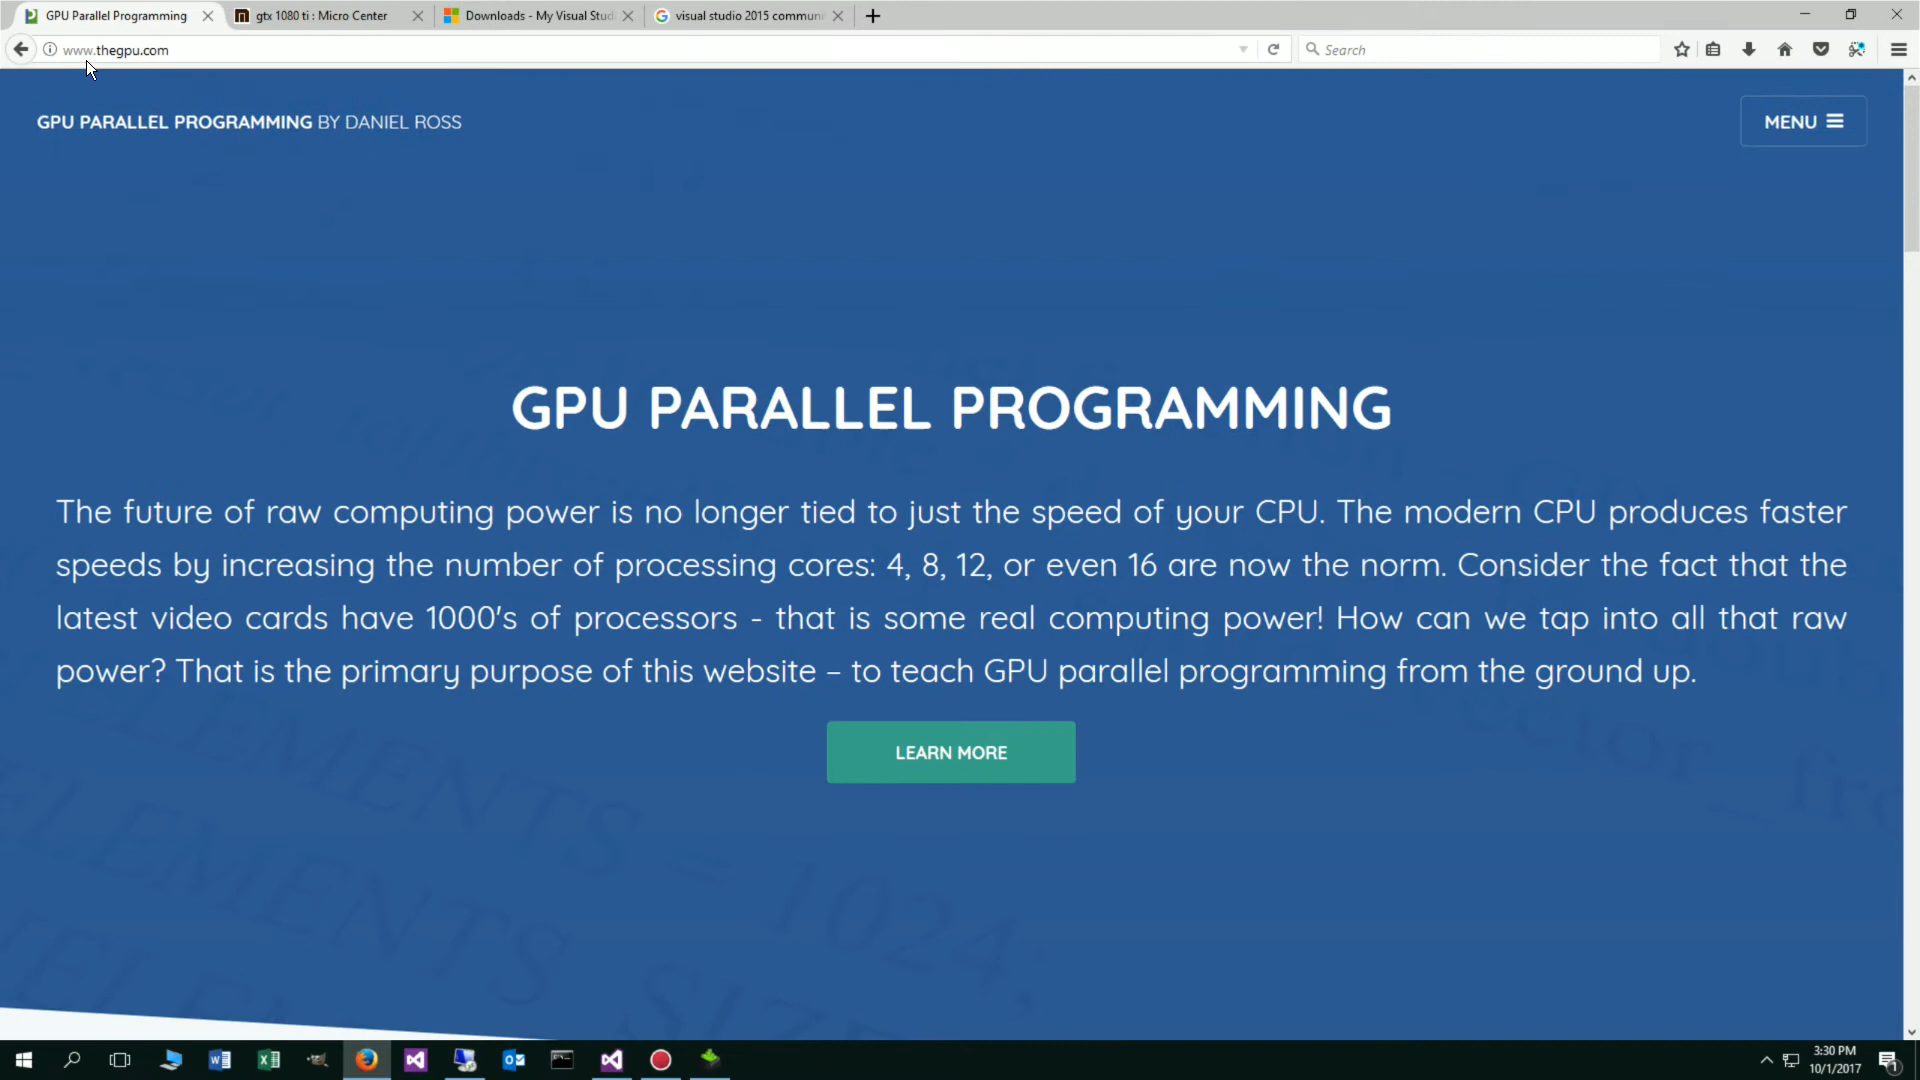 GPU Parallel Programming
gtx 1080 ti : Micro Center
Downloads - My Visual Stud
visual studio 2015 communi
www.thegpu.com
Search
GPU PARALLEL PROGRAMMING BY DANIEL ROSS
MENU
GPU PARALLEL PROGRAMMING
The future of raw computing power is no longer tied to just the speed of your CPU. The modern CPU produces faster
speeds by increasing the number of processing cores: 4, 8, 12, or even 16 are now the norm. Consider the fact that the
latest video cards have 1000's of processors - that is some real computing power! How can we tap into all that raw
power? That is the primary purpose of this website – to teach GPU parallel programming from the ground up.
LEARN MORE
ELEMENTS = 1024;
3:30 PM
10/1/2017
1